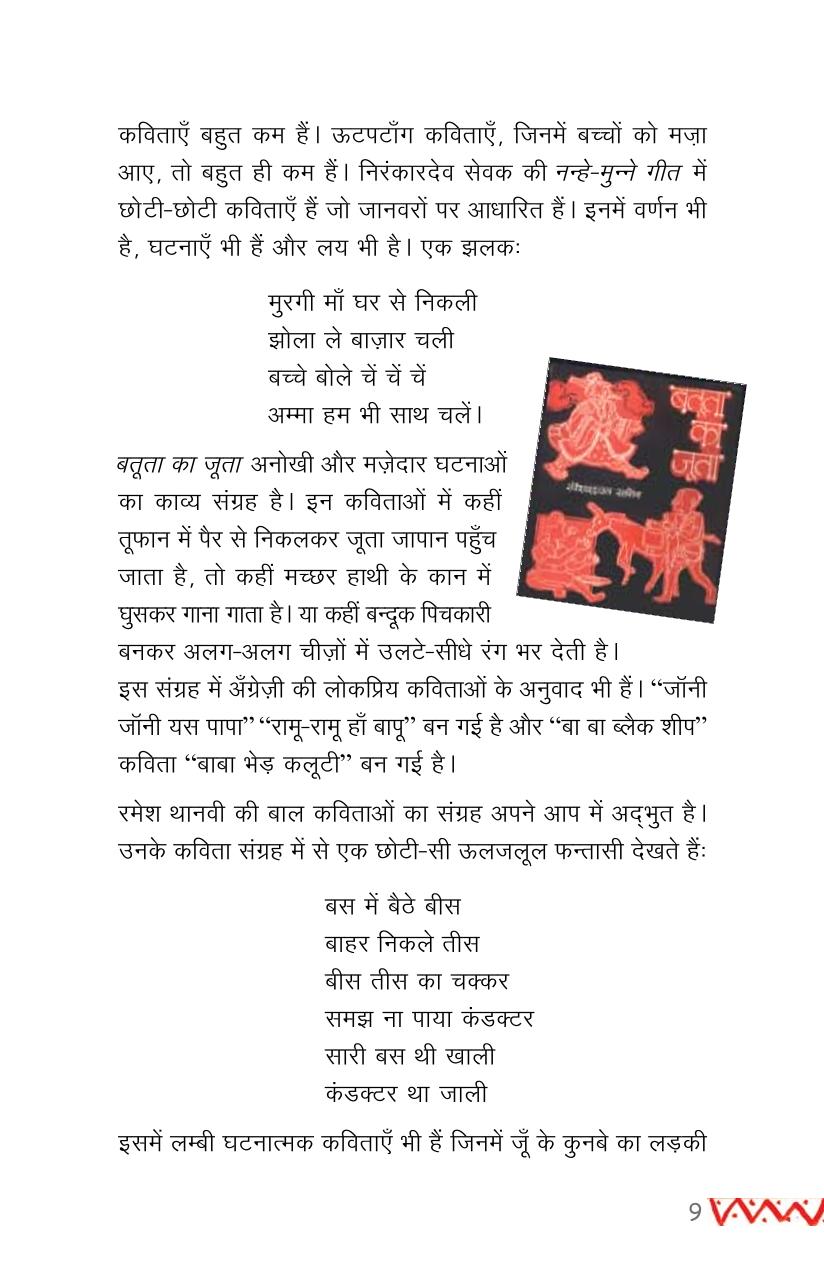 कविताएँ बहुत कम हैं। ऊटपटाँग कविताएँ, जिनमें बच्चों को मज़ा
आए, तो बहुत ही कम हैं। निरंकारदेव सेवक की नन्हे-मुन्ने गीत में
छोटी-छोटी कविताएँ हैं जो जानवरों पर आधारित हैं। इनमें वर्णन भी
है, घटनाएँ भी हैं और लय भी है। एक झलकः
मुरगी माँ घर से निकली
झोला ले बाज़ार चली
बच्चे बोले चें चें चें
अम्मा हम भी साथ चलें।
बतूता
का
जूता
बतूता का जूता अनोखी और मज़ेदार घटनाओं
का काव्य संग्रह है। इन कविताओं में कहीं
तूफान में पैर से निकलकर जूता जापान पहुँच
जाता है, तो कहीं मच्छर हाथी के कान में
घुसकर गाना गाता है। या कहीं बन्दूक पिचकारी
बनकर अलग-अलग चीज़ों में उलटे-सीधे रंग भर देती है।
इस संग्रह में अँग्रेज़ी की लोकप्रिय कविताओं के अनुवाद भी हैं। “जॉनी
जॉनी यस पापा” “रामू-रामू हाँ बापू” बन गई है और “बा बा ब्लैक शीप”
कविता “बाबा भेड़ कलूटी” बन गई है।
रमेश थानवी की बाल कविताओं का संग्रह अपने आप में अद्‌भुत है।
उनके कविता संग्रह में से एक छोटी-सी ऊलजलूल फन्तासी देखते हैंः
बस में बैठे बीस
बाहर निकले तीस
बीस तीस का चक्कर
समझ ना पाया कंडक्टर
सारी बस थी खाली
कंडक्टर था जाली
इसमें लम्बी घटनात्मक कविताएँ भी हैं जिनमें जूँ के कुनबे का लड़की
9